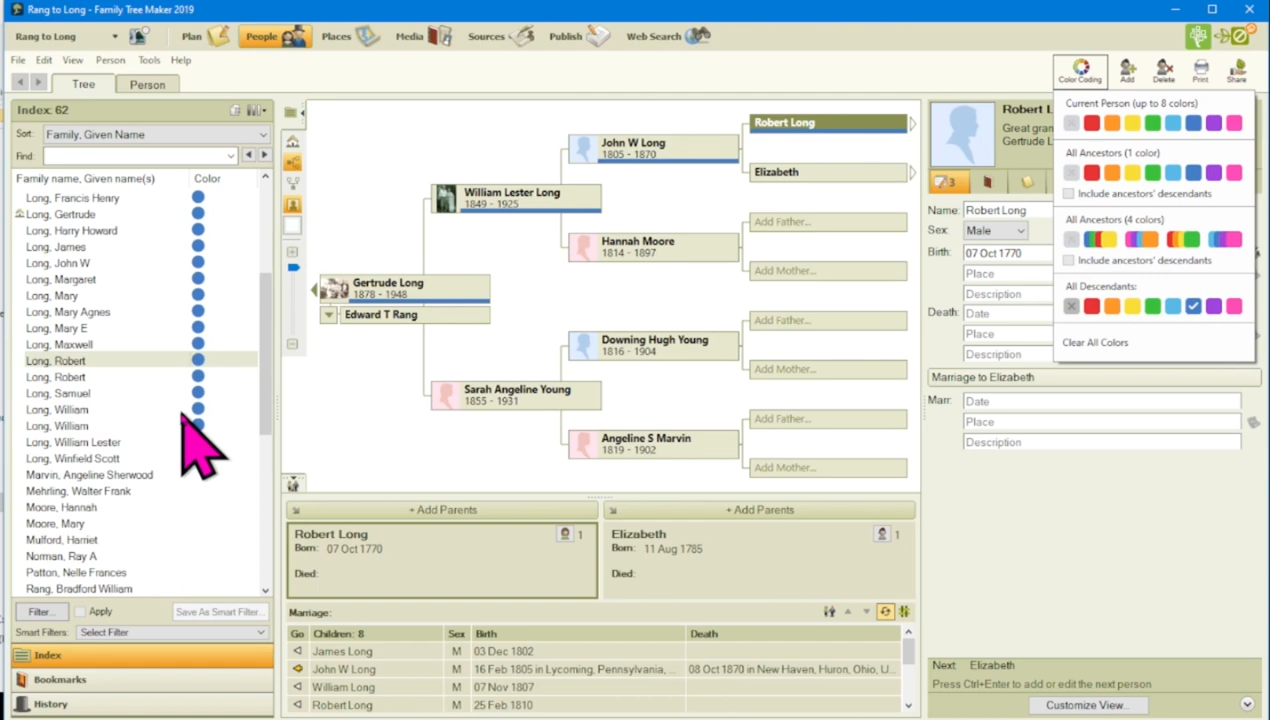 Rang to Long - Family Tree Maker 2019
Rang to Long
Plan
People
Places
Media
Sources
Publish
Web Search
File Edit View Person Tools Help
Tree
Person
Color Coding
Add
Delete
Print
Share
Index: 62
Sort: Family, Given Name
Find:
Family name, Given name(s) Color
Long, Francis Henry
Long, Gertrude
Long, Harry Howard
Long, James
Long, John W
Long, Margaret
Long, Mary
Long, Mary Agnes
Long, Mary E
Long, Maxwell
Long, Robert
Long, Robert
Long, Samuel
Long, William
Long, William
Long, William Lester
Long, Winfield Scott
Marvin, Angeline Sherwood
Mehrling, Walter Frank
Moore, Hannah
Moore, Mary
Mulford, Harriet
Norman, Ray A
Patton, Nelle Frances
Rang, Bradford William
Filter...
Apply
Save As Smart Filter...
Smart Filters: Select Filter
Index
Bookmarks
History
Robert Long
John W Long
1805 - 1870
Elizabeth
William Lester Long
1849 - 1925
Add Father...
Hannah Moore
1814 - 1897
Add Mother...
Gertrude Long
1878 - 1948
Edward T Rang
Add Father...
Downing Hugh Young
1816 - 1904
Add Mother...
Sarah Angeline Young
1855 - 1931
Add Father...
Angeline S Marvin
1819 - 1902
Add Mother...
+ Add Parents
+ Add Parents
Robert Long
1
Born: 07 Oct 1770
Died:
Elizabeth
1
Born: 11 Aug 1785
Died:
Marriage:
Go Children: 8 Sex Birth Death
James Long M 03 Dec 1802
John W Long M 16 Feb 1805 in Lycoming, Pennsylvania, ... 08 Oct 1870 in New Haven, Huron, Ohio, U...
William Long M 07 Nov 1807
Robert Long M 25 Feb 1810
Robert L
Great gran
Gertrude L
3
Name: Robert Long
Sex: Male
Birth: 07 Oct 1770
Place
Description
Death: Date
Place
Description
Marriage to Elizabeth
Marr: Date
Place
Description
Current Person (up to 8 colors)
All Ancestors (1 color)
Include ancestors' descendants
All Ancestors (4 colors)
Include ancestors' descendants
All Descendants:
Clear All Colors
Next: Elizabeth
Press Ctrl+Enter to add or edit the next person
Customize View...